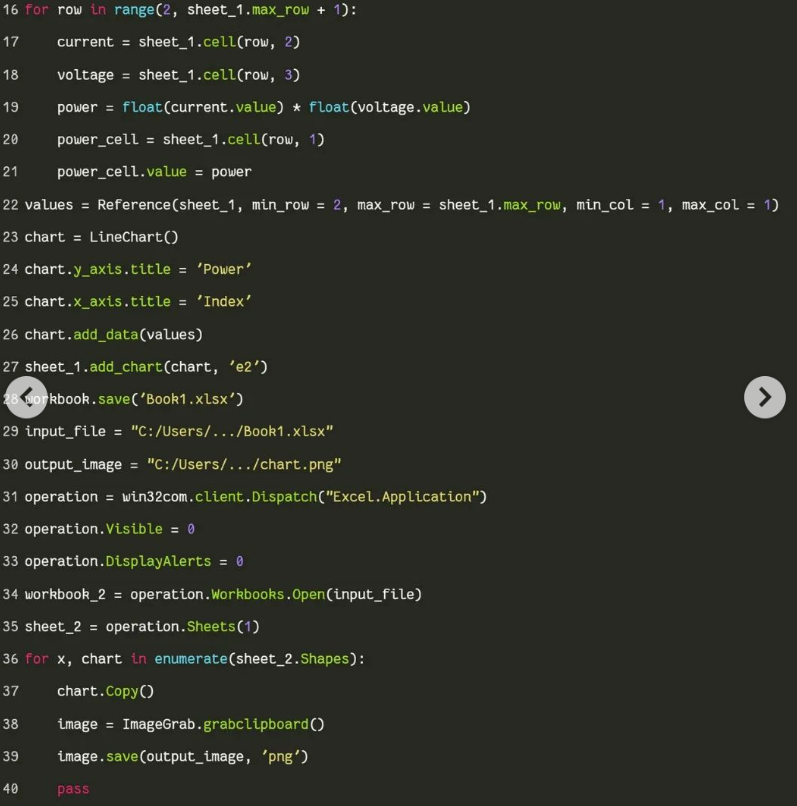 16 for row in range(2, sheet_1.max_row + 1):
17     current = sheet_1.cell(row, 2)
18     voltage = sheet_1.cell(row, 3)
19     power = float(current.value) * float(voltage.value)
20     power_cell = sheet_1.cell(row, 1)
21     power_cell.value = power
22 values = Reference(sheet_1, min_row = 2, max_row = sheet_1.max_row, min_col = 1, max_col = 1)
23 chart = LineChart()
24 chart.y_axis.title = ’Power’
25 chart.x_axis.title = ’Index’
26 chart.add_data(values)
27 sheet_1.add_chart(chart, ’e2’)
28 workbook.save(’Book1.xlsx’)
29 input_file = "C:/Users/.../Book1.xlsx"
30 output_image = "C:/Users/.../chart.png"
31 operation = win32com.client.Dispatch("Excel.Application")
32 operation.Visible = 0
33 operation.DisplayAlerts = 0
34 workbook_2 = operation.Workbooks.Open(input_file)
35 sheet_2 = operation.Sheets(1)
36 for x, chart in enumerate(sheet_2.Shapes):
37     chart.Copy()
38     image = ImageGrab.grabclipboard()
39     image.save(output_image, ’png’)
40     pass